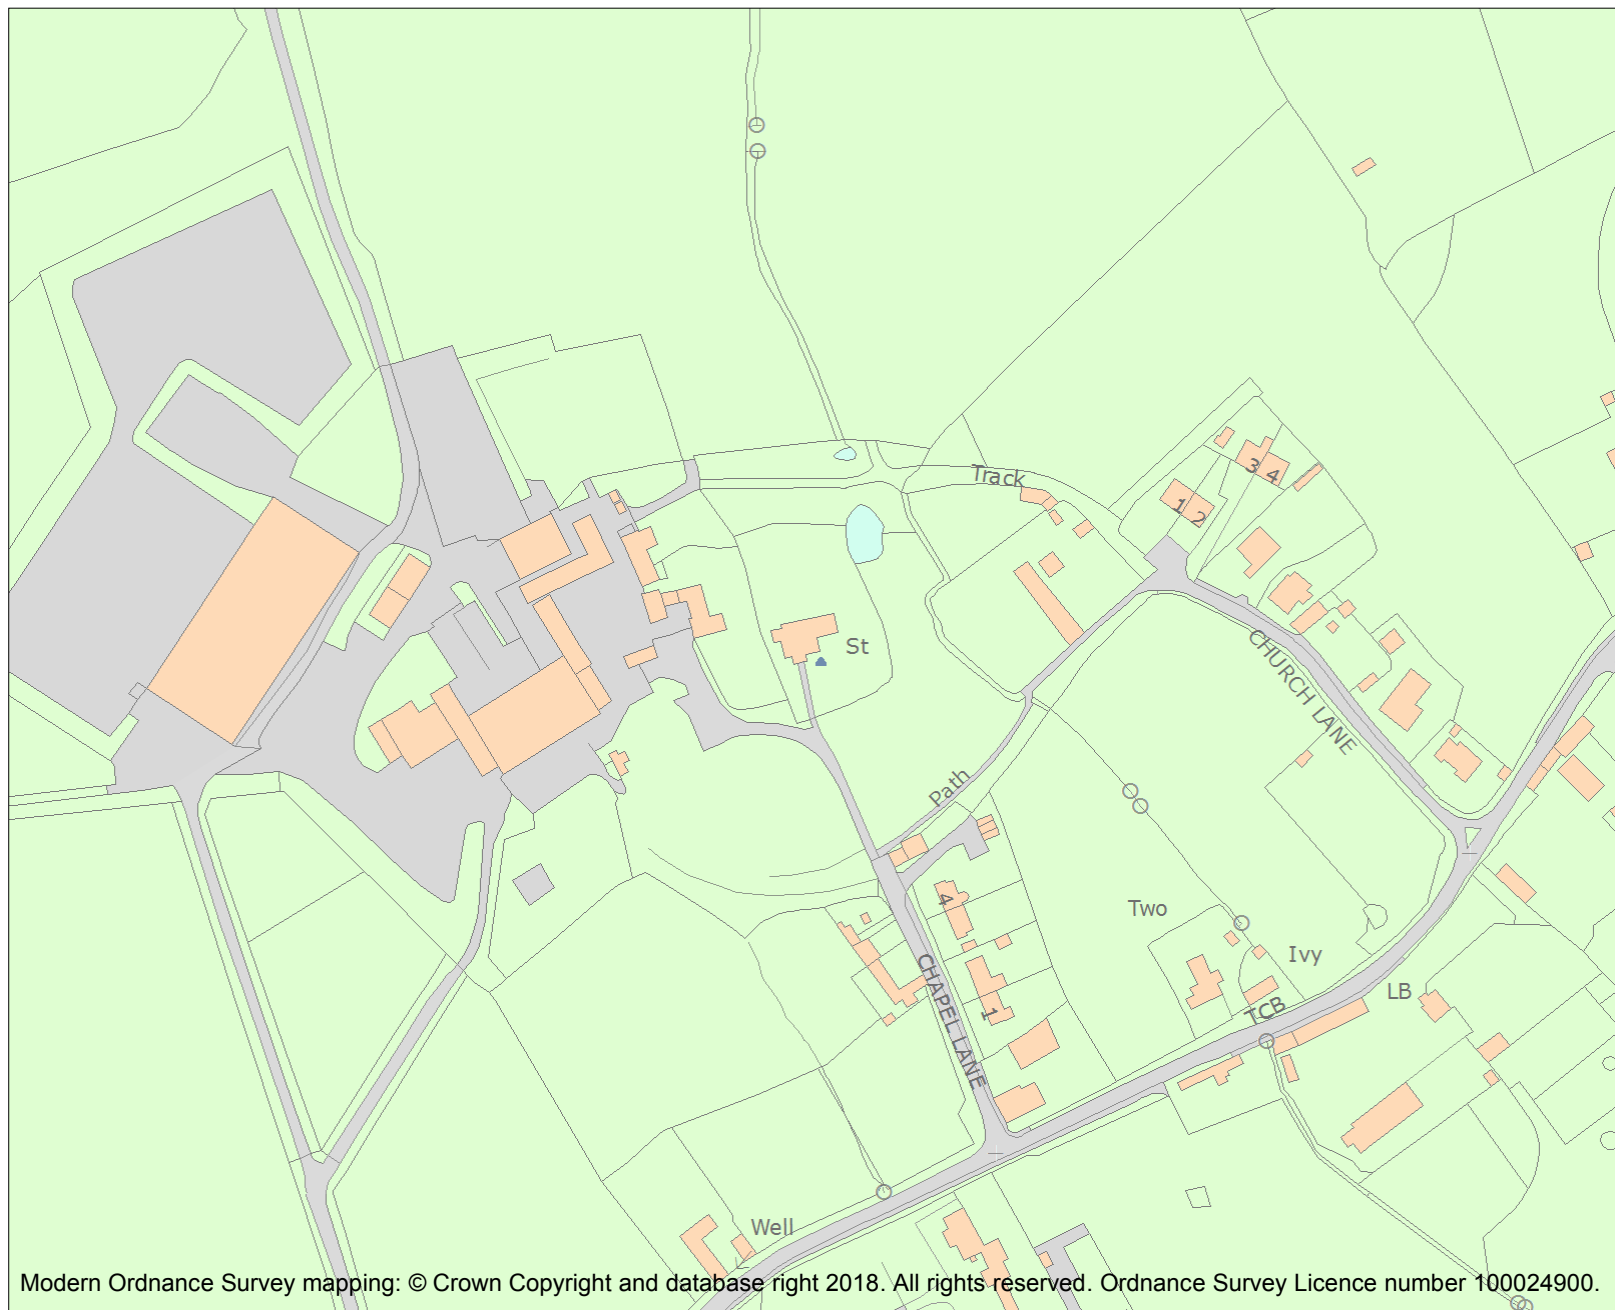 Track
3
4
1
2
St
CHURCH LANE
Path
4
Two
Ivy
CHAPEL LANE
LB
1
TCB
Well
Modern Ordnance Survey mapping: © Crown Copyright and database right 2018. All rights reserved. Ordnance Survey Licence number 100024900.